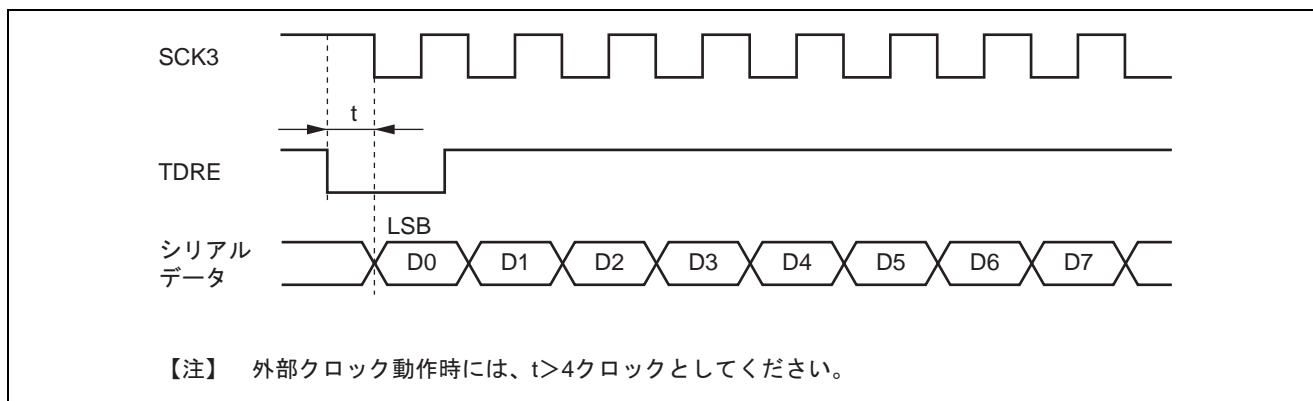 SCK3
t
TDRE
LSB
シリアル
データ
D0 D1 D2 D3 D4 D5 D6 D7
【注】 外部クロック動作時には、t＞4クロックとしてください。